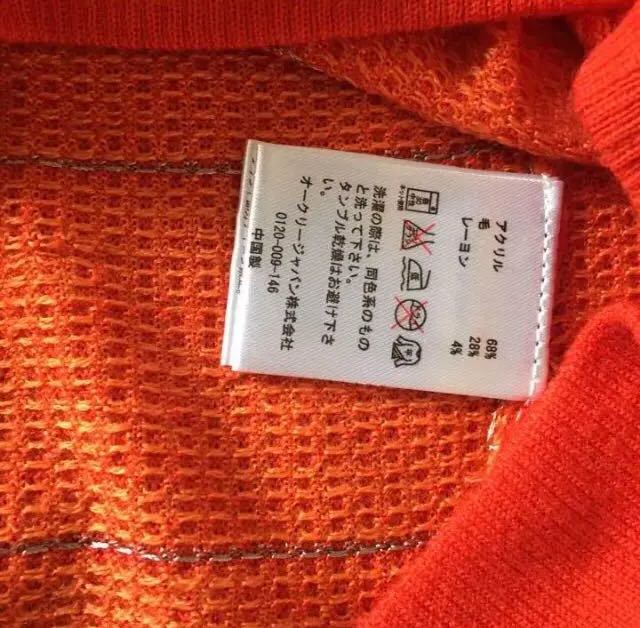 アクリル 68%
毛 28%
レーヨン 4%
洗濯の際は、同色系のもの
と洗って下さい。
タンブル乾燥はお避け下さ
い。
オークリージャパン株式会社
0120-009-146
中国製